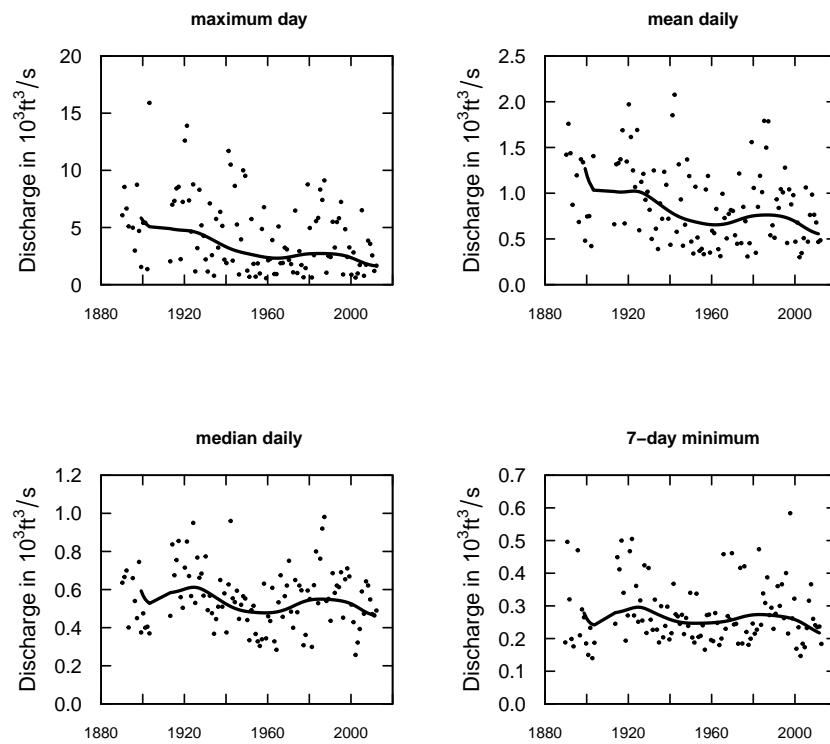 maximum day
Discharge in 10³ft³/s
20
15
10
5
0
1880 1920 1960 2000
mean daily
Discharge in 10³ft³/s
2.5
2.0
1.5
1.0
0.5
0.0
1880 1920 1960 2000
median daily
Discharge in 10³ft³/s
1.2
1.0
0.8
0.6
0.4
0.2
0.0
1880 1920 1960 2000
7−day minimum
Discharge in 10³ft³/s
0.7
0.6
0.5
0.4
0.3
0.2
0.1
0.0
1880 1920 1960 2000